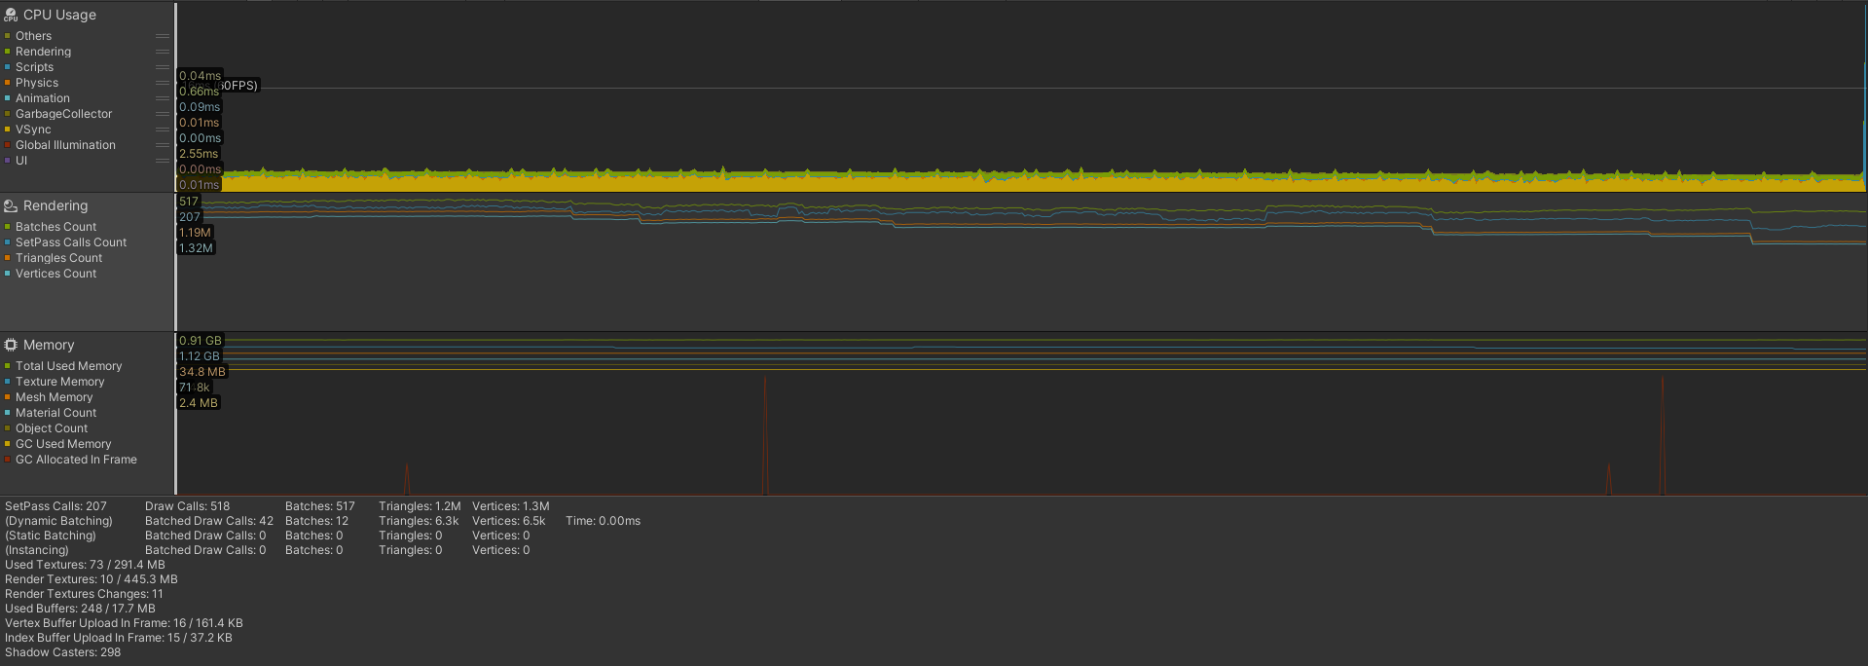 CPU Usage
Others
Rendering
Scripts
Physics
Animation
GarbageCollector
VSync
Global Illumination
UI
0.04ms
(60FPS)
0.66ms
0.09ms
0.01ms
0.00ms
2.55ms
0.00ms
0.01ms
Rendering
Batches Count
SetPass Calls Count
Triangles Count
Vertices Count
517
207
1.19M
1.32M
Memory
Total Used Memory
Texture Memory
Mesh Memory
Material Count
Object Count
GC Used Memory
GC Allocated In Frame
0.91 GB
1.12 GB
34.8 MB
2.4 MB
SetPass Calls: 207 Draw Calls: 518 Batches: 517 Triangles: 1.2M Vertices: 1.3M
(Dynamic Batching) Batched Draw Calls: 42 Batches: 12 Triangles: 6.3k Vertices: 6.5k Time: 0.00ms
(Static Batching) Batched Draw Calls: 0 Batches: 0 Triangles: 0 Vertices: 0
(Instancing) Batched Draw Calls: 0 Batches: 0 Triangles: 0 Vertices: 0
Used Textures: 73 / 291.4 MB
Render Textures: 10 / 445.3 MB
Render Textures Changes: 11
Used Buffers: 248 / 17.7 MB
Vertex Buffer Upload In Frame: 16 / 161.4 KB
Index Buffer Upload In Frame: 15 / 37.2 KB
Shadow Casters: 298